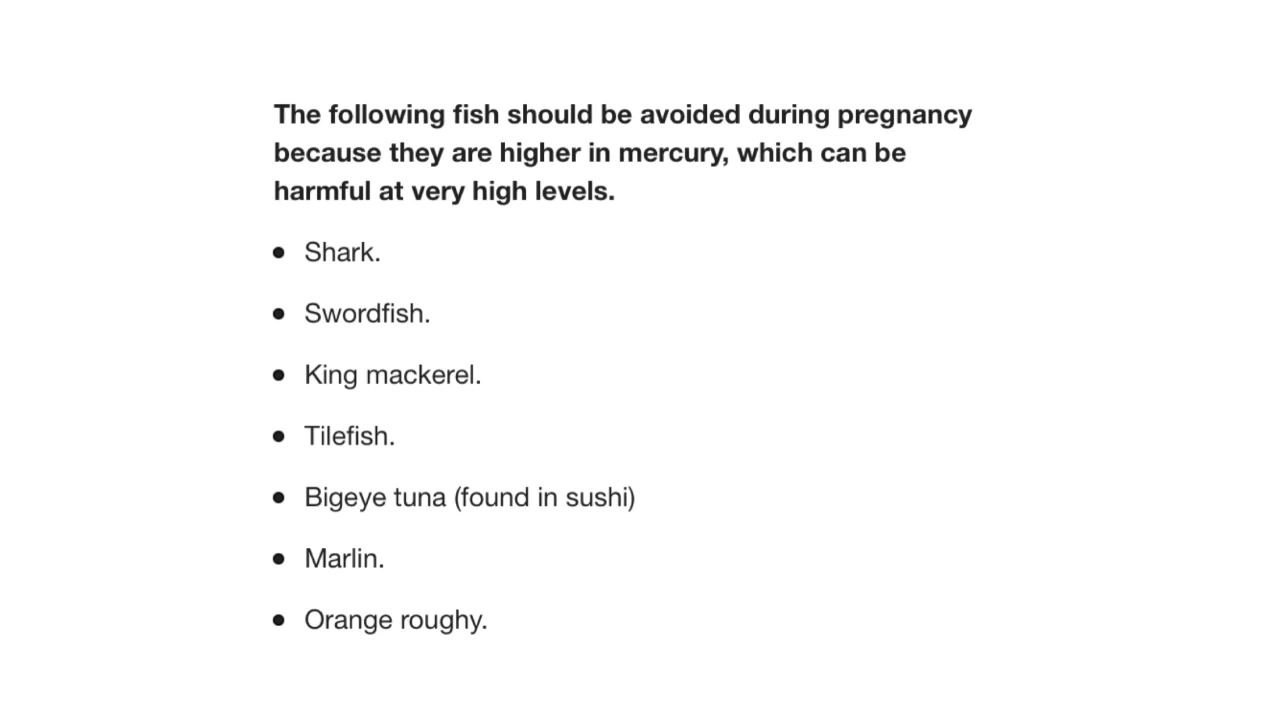 The following fish should be avoided during pregnancy
because they are higher in mercury, which can be
harmful at very high levels.
• Shark.
• Swordfish.
• King mackerel.
• Tilefish.
• Bigeye tuna (found in sushi)
• Marlin.
• Orange roughy.